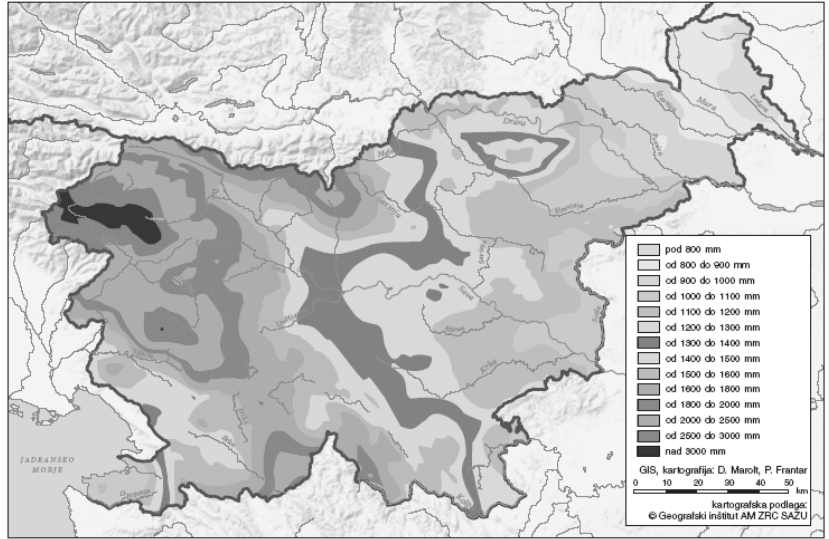 Drava
Mura
Ledava
Dravinja
Savinja
Sava
Krka
Kolpa
JADRANSKO
MORJE
pod 800 mm
od 800 do 900 mm
od 900 do 1000 mm
od 1000 do 1100 mm
od 1100 do 1200 mm
od 1200 do 1300 mm
od 1300 do 1400 mm
od 1400 do 1500 mm
od 1500 do 1600 mm
od 1600 do 1800 mm
od 1800 do 2000 mm
od 2000 do 2500 mm
od 2500 do 3000 mm
nad 3000 mm
GIS, kartografija: D. Marolt, P. Frantar
0 10 20 30 40 50
km
kartografska podlaga:
© Geografski inštitut AM ZRC SAZU